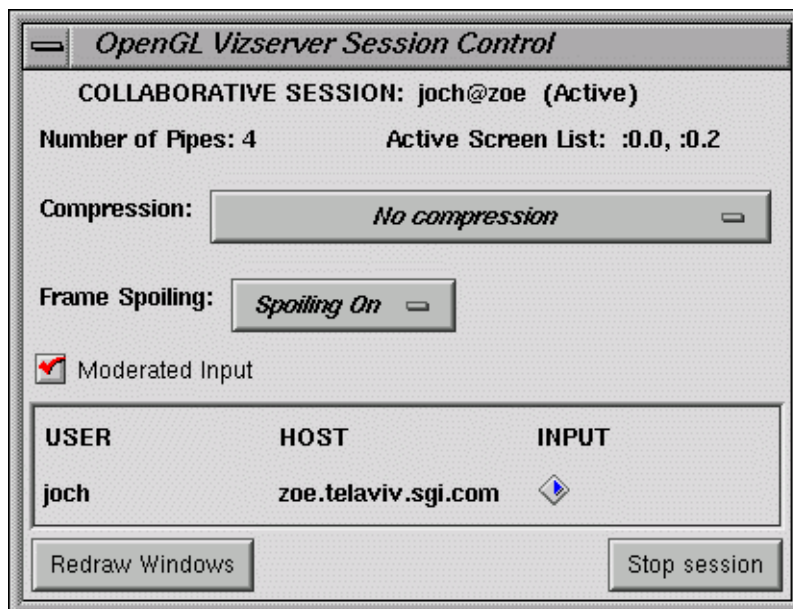 OpenGL Vizserver Session Control
COLLABORATIVE SESSION: joch@zoe (Active)
Number of Pipes: 4 Active Screen List: :0.0, :0.2
Compression: No compression
Frame Spoiling: Spoiling On
Moderated Input
USER HOST INPUT
joch zoe.telaviv.sgi.com
Redraw Windows Stop session